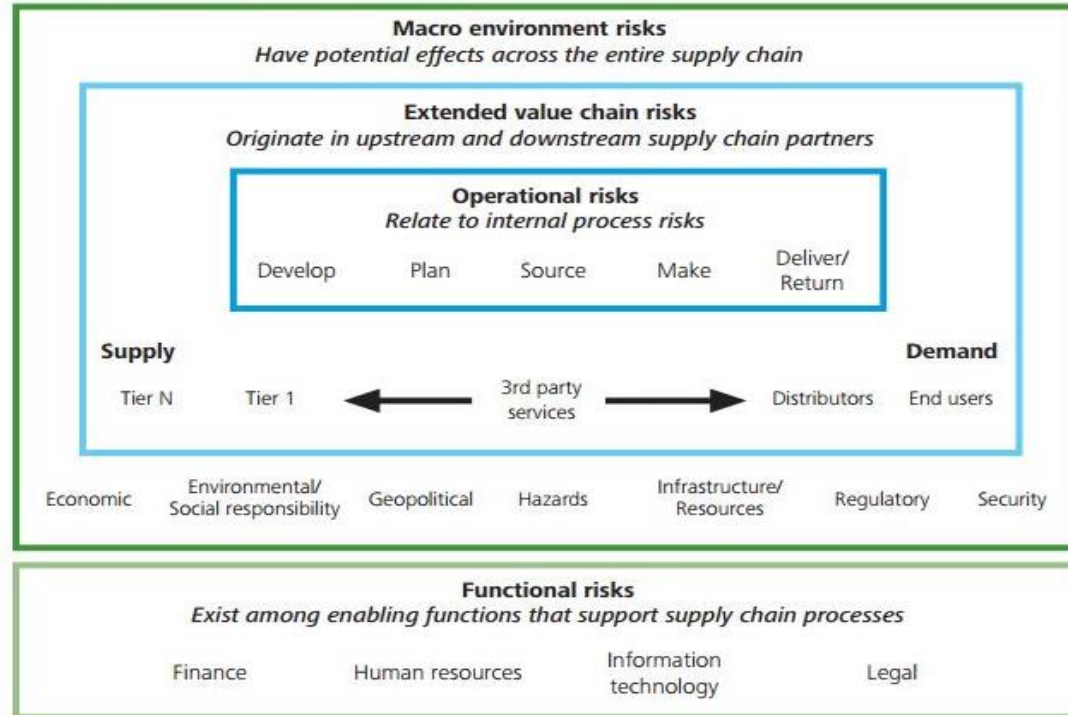 Macro environment risks
Have potential effects across the entire supply chain
Extended value chain risks
Originate in upstream and downstream supply chain partners
Operational risks
Relate to internal process risks
Develop
Plan
Source
Make
Deliver/
Return
Supply
Demand
Tier N
Tier 1
3rd party
services
Distributors
End users
Economic
Environmental/
Social responsibility
Geopolitical
Hazards
Infrastructure/
Resources
Regulatory
Security
Functional risks
Exist among enabling functions that support supply chain processes
Finance
Human resources
Information
technology
Legal